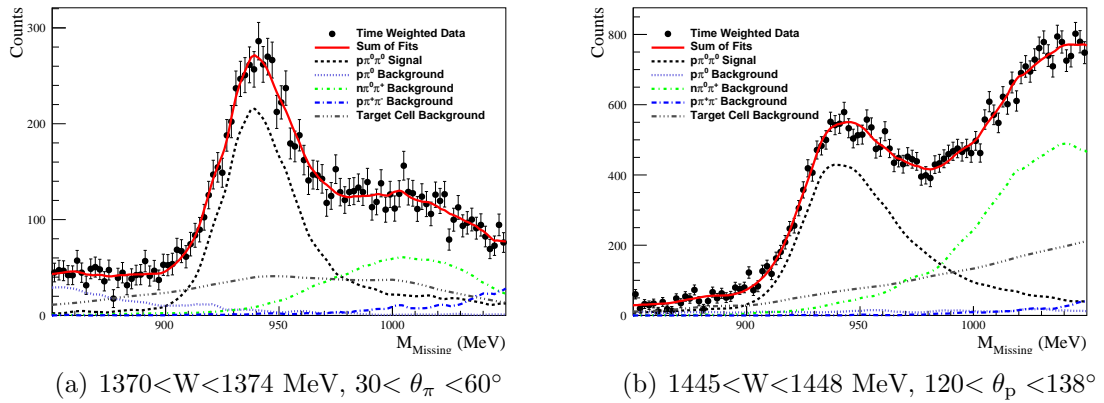 Counts
300
200
100
0
900
950
1000
M_Missing (MeV)
Time Weighted Data
Sum of Fits
pπ⁰π⁰ Signal
pπ⁰ Background
nπ⁰π⁺ Background
pπ⁺π⁻ Background
Target Cell Background
(a) 1370<W<1374 MeV, 30< θ_π <60°
Counts
800
600
400
200
0
900
950
1000
M_Missing (MeV)
Time Weighted Data
Sum of Fits
pπ⁰π⁰ Signal
pπ⁰ Background
nπ⁰π⁺ Background
pπ⁺π⁻ Background
Target Cell Background
(b) 1445<W<1448 MeV, 120< θ_p <138°